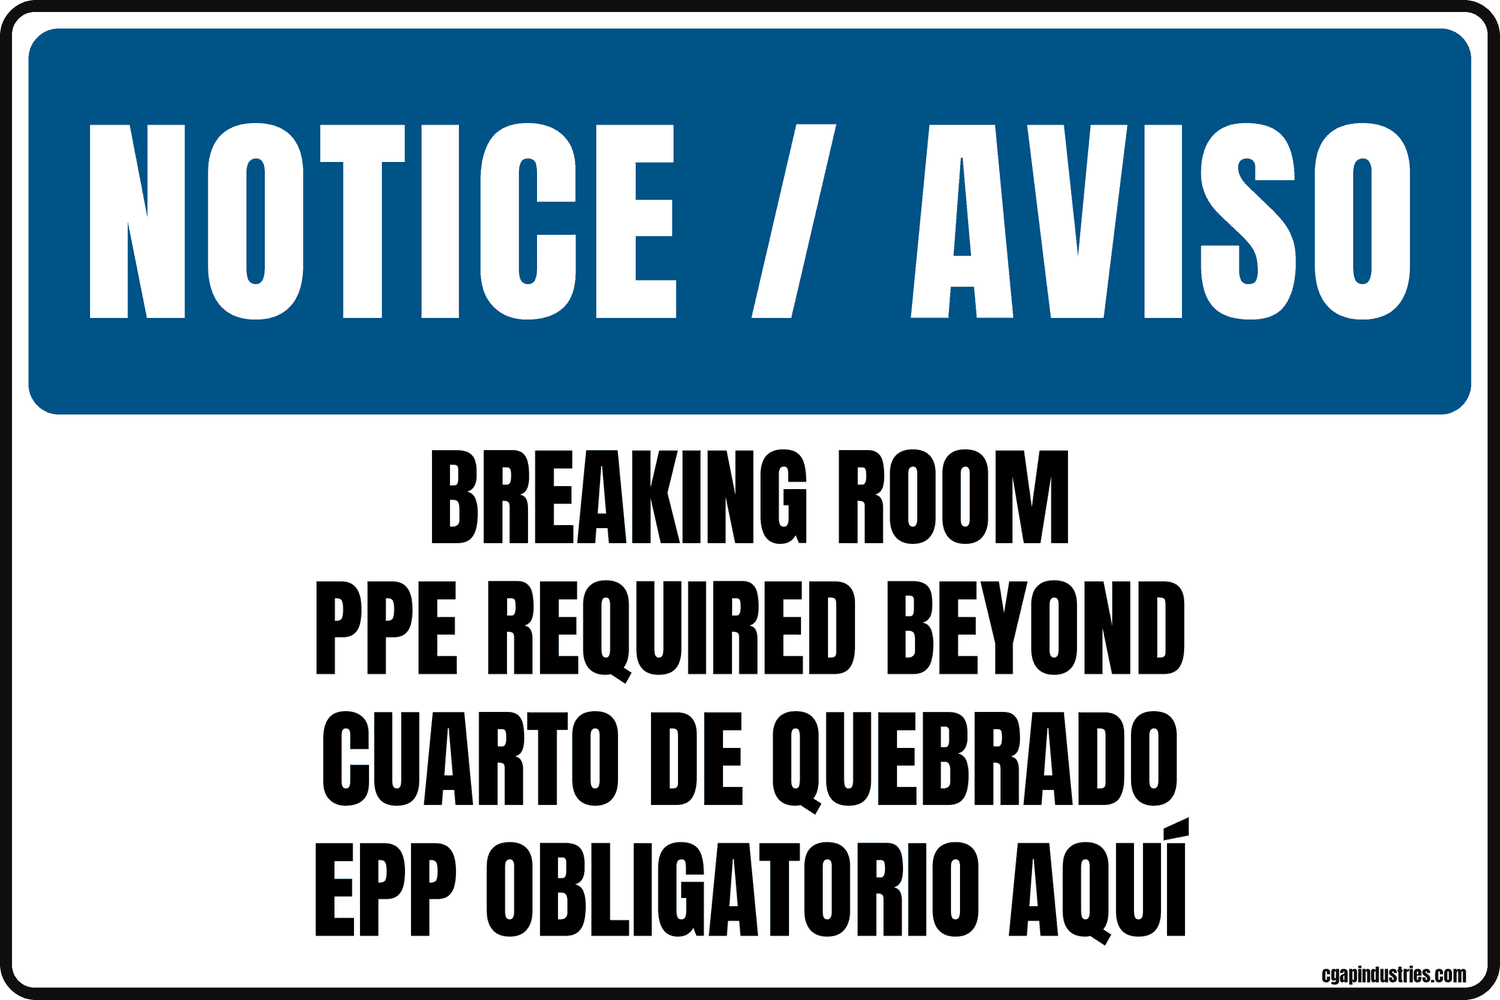 NOTICE / AVISO
BREAKING ROOM
PPE REQUIRED BEYOND
CUARTO DE QUEBRADO
EPP OBLIGATORIO AQUÍ
cgapindustries.com